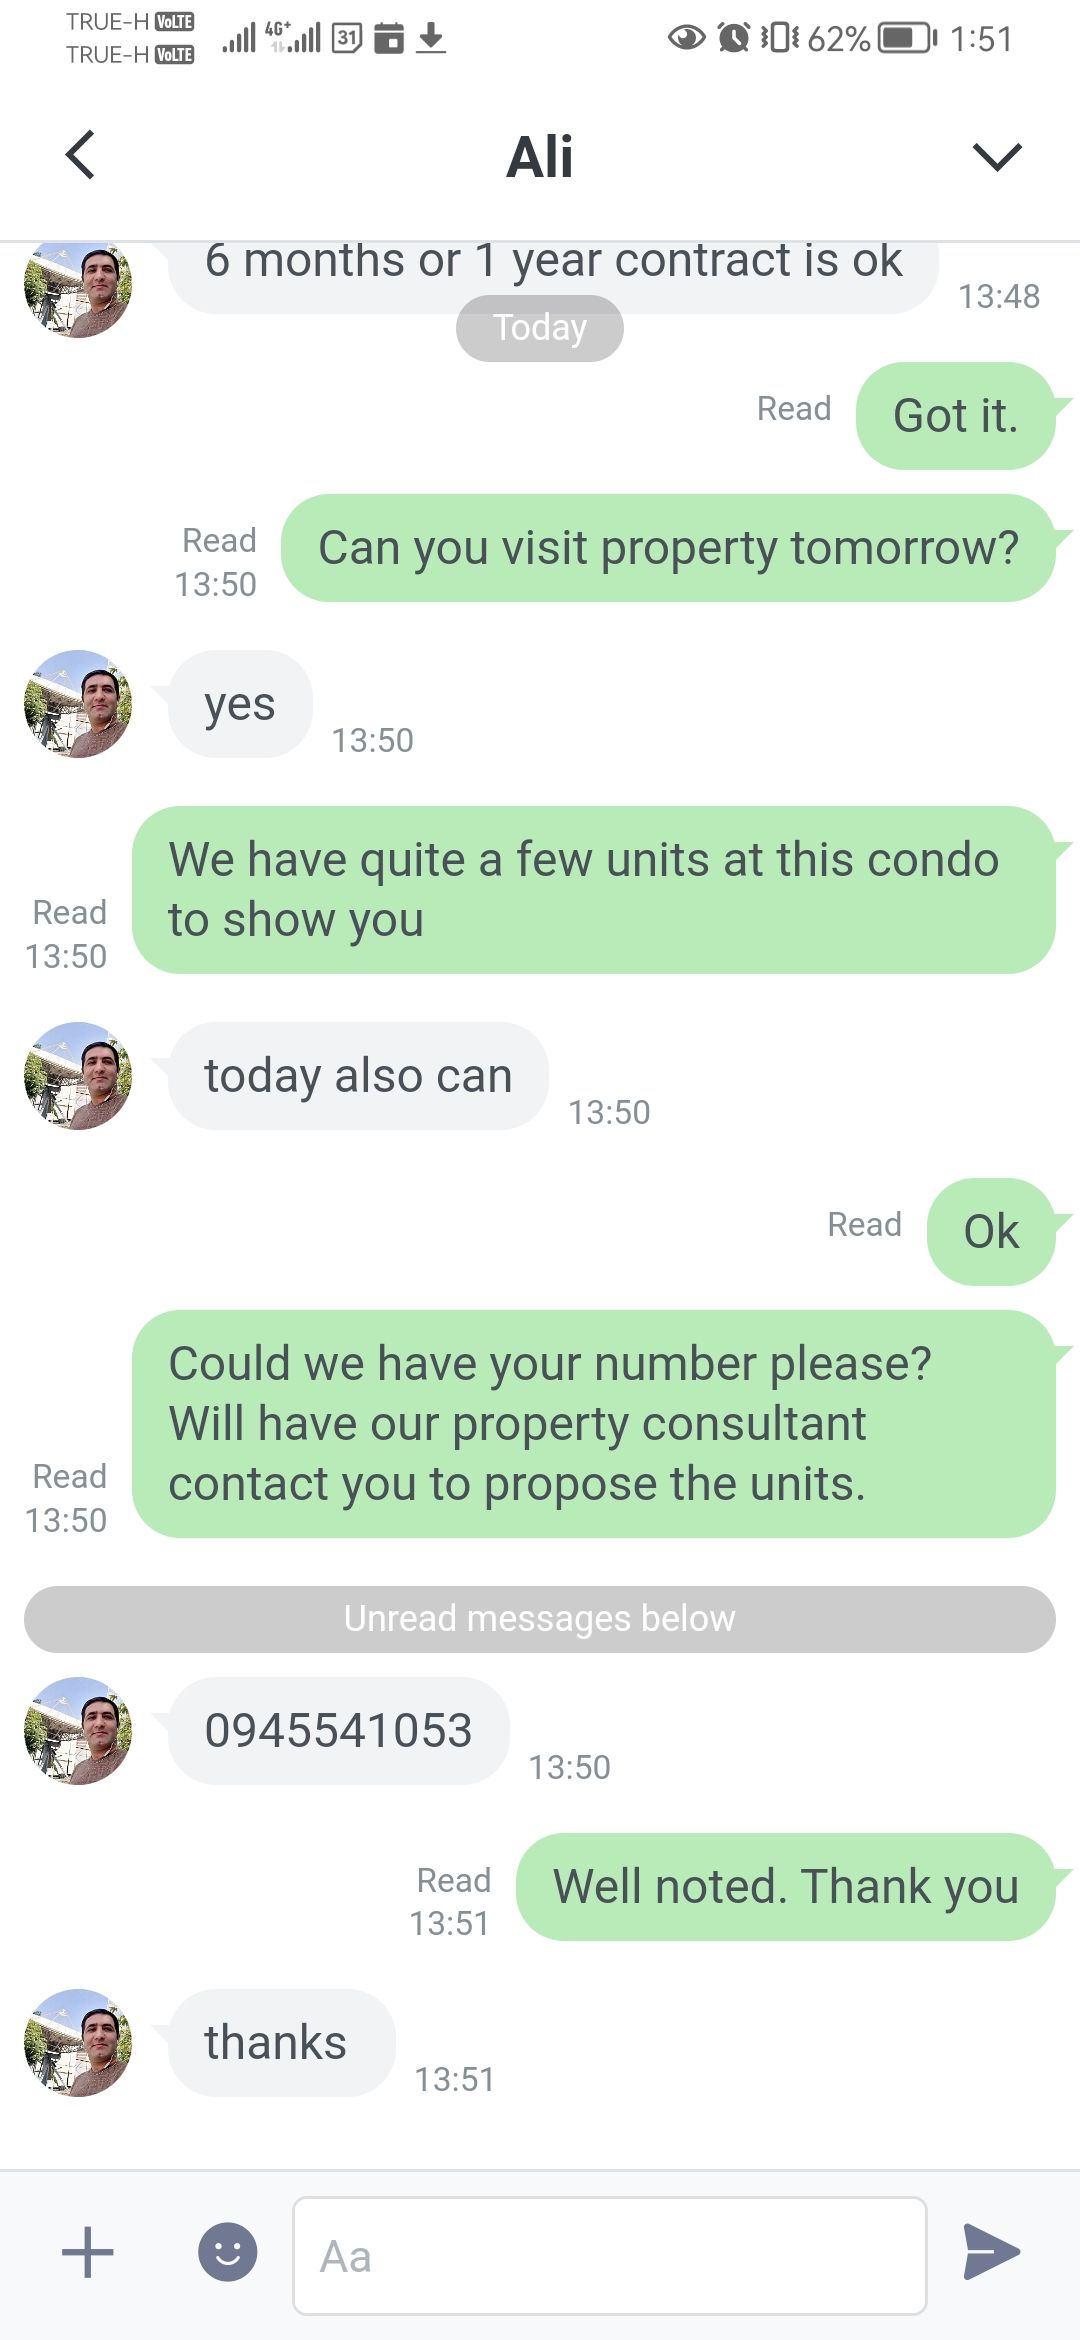 TRUE-H VoLTE
TRUE-H VoLTE
4G+
31
62%
1:51
Ali
6 months or 1 year contract is ok
13:48
Today
Read
Got it.
Can you visit property tomorrow?
Read
13:50
yes
13:50
We have quite a few units at this condo
to show you
Read
13:50
today also can
13:50
Read
Ok
Could we have your number please?
Will have our property consultant
contact you to propose the units.
Read
13:50
Unread messages below
0945541053
13:50
Well noted. Thank you
Read
13:51
thanks
13:51
Aa